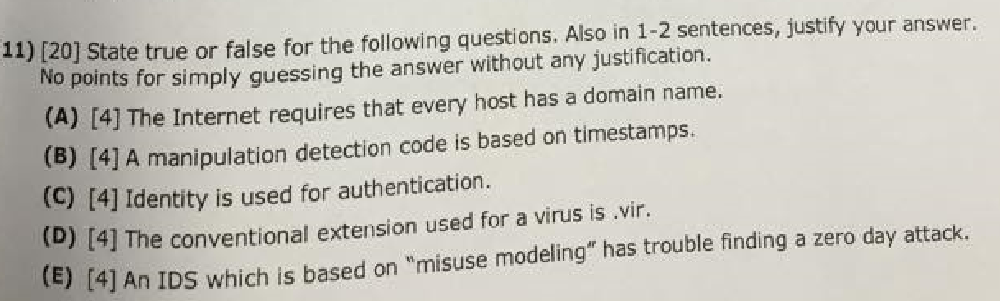 11) [20] State true or false for the following questions. Also in 1-2 sentences, justify your answer.
No points for simply guessing the answer without any justification.
(A) [4] The Internet requires that every host has a domain name.
(B) [4] A manipulation detection code is based on timestamps.
(C) [4] Identity is used for authentication.
(D) [4] The conventional extension used for a virus is .vir.
(E) [4] An IDS which is based on "misuse modeling" has trouble finding a zero day attack.